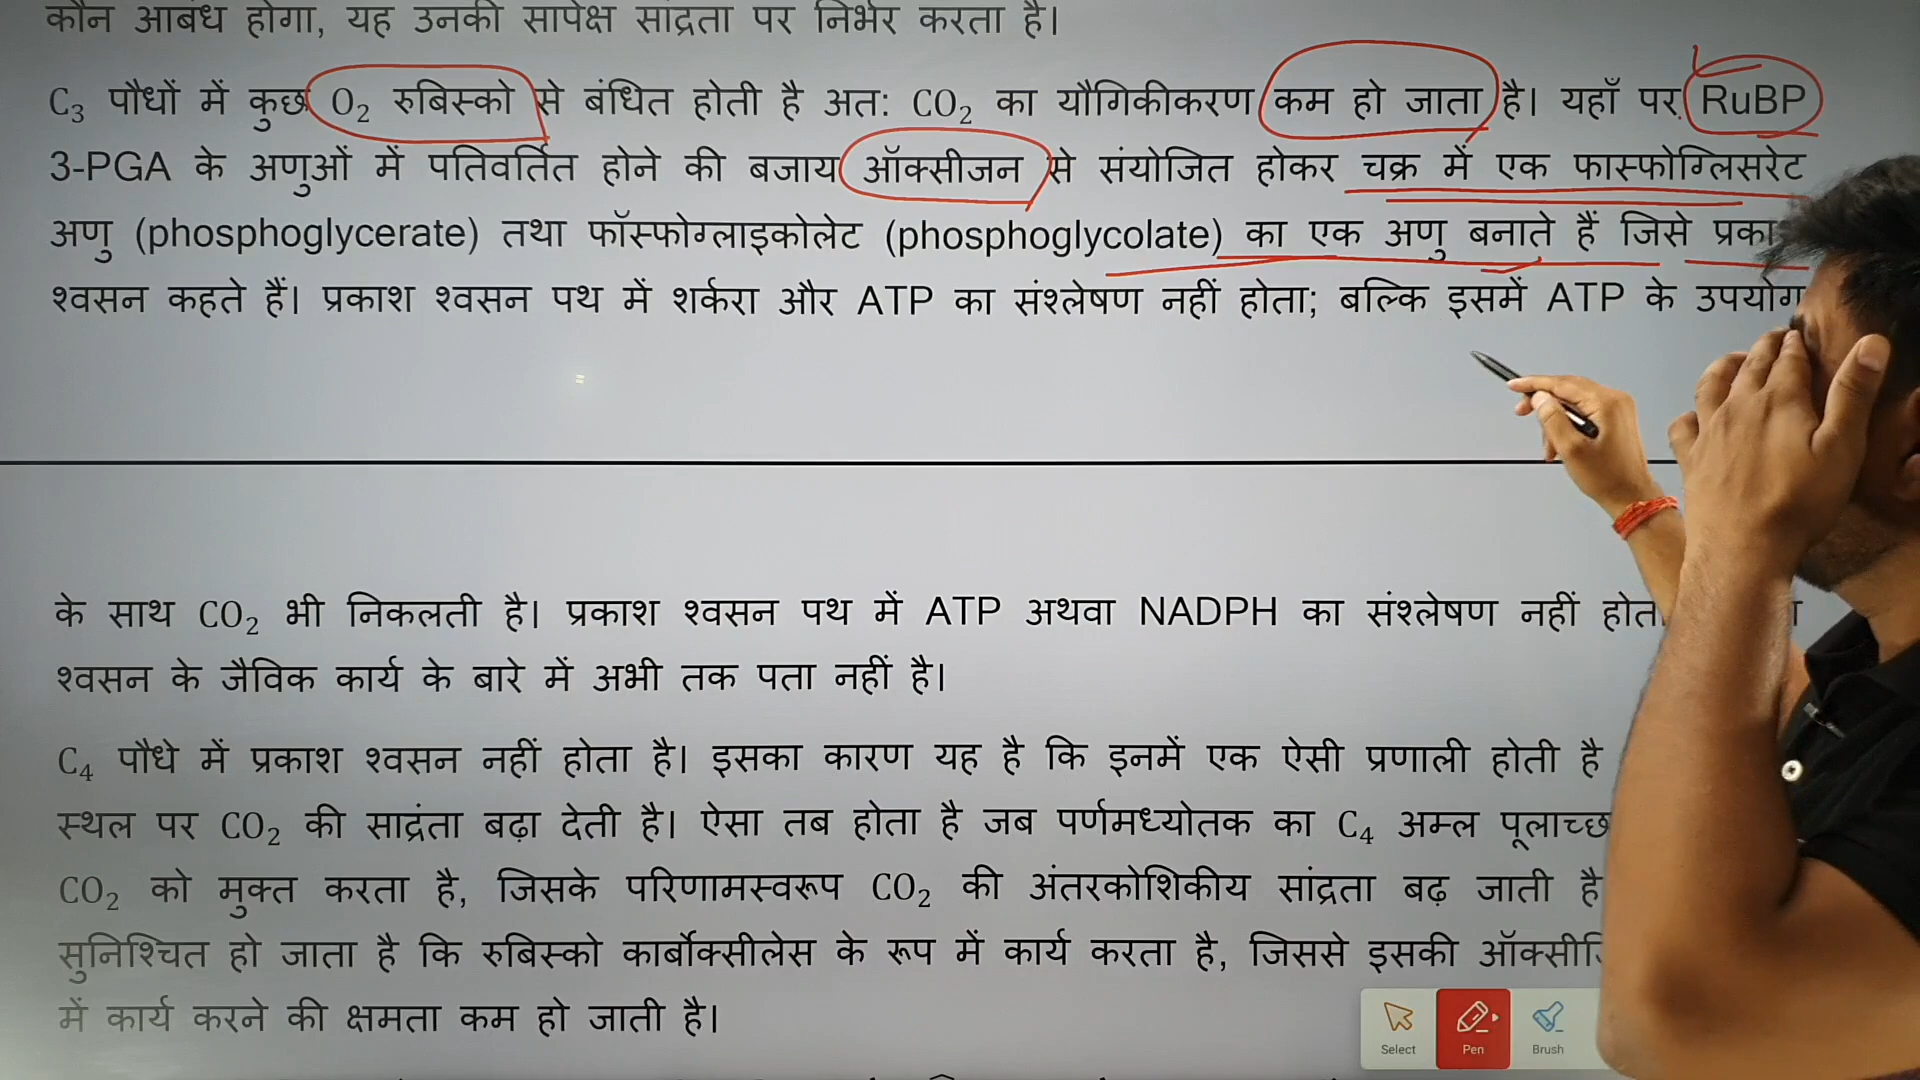 कौन आबंध होगा, यह उनकी सापेक्ष सांद्रता पर निर्भर करता है।
C₃ पौधों में कुछ O₂ रुबिस्को से बंधित होती है अत: CO₂ का यौगिकीकरण कम हो जाता है। यहाँ पर RuBP
3-PGA के अणुओं में पतिवर्तित होने की बजाय ऑक्सीजन से संयोजित होकर चक्र में एक फास्फोग्लिसरेट
अणु (phosphoglycerate) तथा फॉस्फोग्लाइकोलेट (phosphoglycolate) का एक अणु बनाते हैं जिसे
श्वसन कहते हैं। प्रकाश श्वसन पथ में शर्करा और ATP का संश्लेषण नहीं होता; बल्कि इसमें ATP के उपयोग
=
के साथ CO₂ भी निकलती है। प्रकाश श्वसन पथ में ATP अथवा NADPH का संश्लेषण नहीं
श्वसन के जैविक कार्य के बारे में अभी तक पता नहीं है।
C₄ पौधे में प्रकाश श्वसन नहीं होता है। इसका कारण यह है कि इनमें एक ऐसी प्रणाली होती है
स्थल पर CO₂ की साद्रंता बढ़ा देती है। ऐसा तब होता है जब पर्णमध्योतक का C₄ अम्ल
CO₂ को मुक्त करता है, जिसके परिणामस्वरूप CO₂ की अंतरकोशिकीय सांद्रता बढ़ जाती है
सुनिश्चित हो जाता है कि रुबिस्को कार्बोक्सीलेस के रूप में कार्य करता है, जिससे इसकी
में कार्य करने की क्षमता कम हो जाती है।
Select Pen Brush